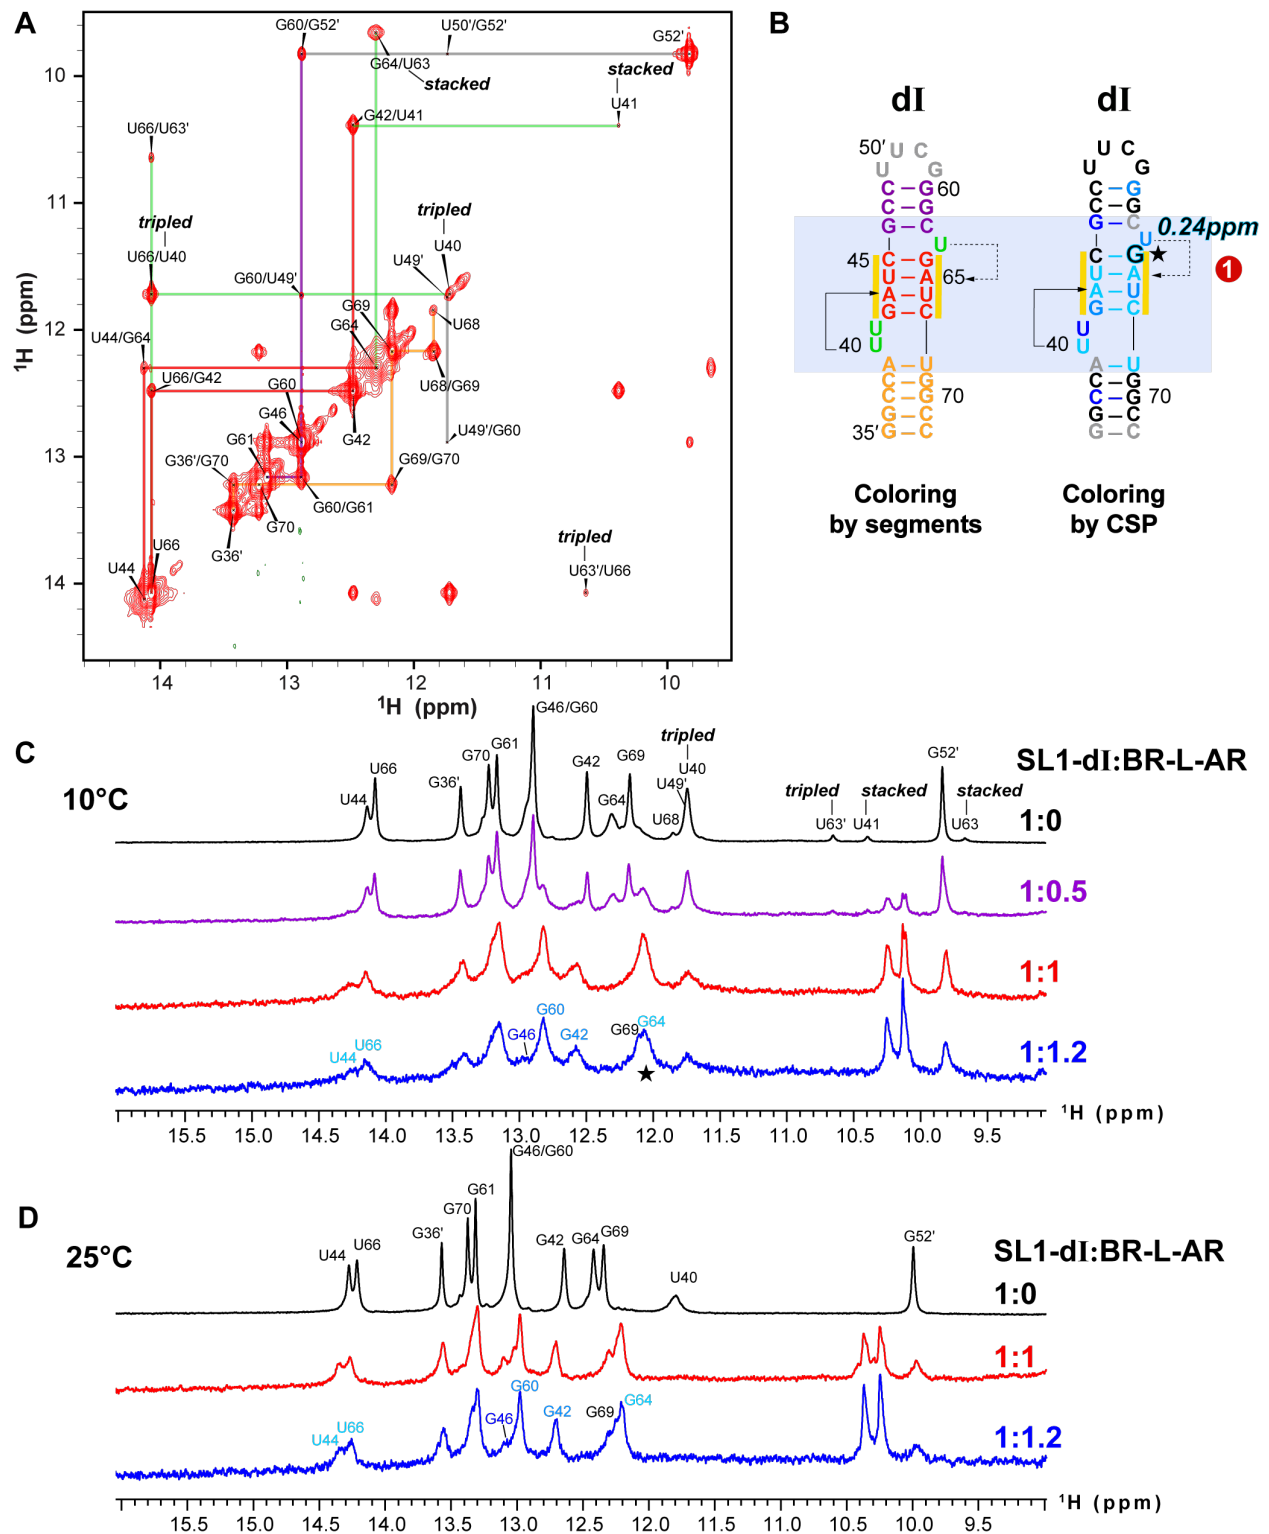 A
G60/G52'
U50'/G52'
G52'
G64/U63
stacked
stacked
U41
G42/U41
U66/U63'
tripled
U66/U40
tripled
U40
U49'
G60/U49'
G69
G64
U68
U44/G64
U66/G42
G60
U68/G69
G46
G42
U49'/G60
G61
G36'/G70
G69/G70
G60/G61
G70
G36'
tripled
U63'/U66
U44
U66
10
11
12
13
14
¹H (ppm)
14
13
12
11
10
¹H (ppm)
B
dI
dI
50'
U
U
C
G
C – G
60
C – G
G – C
U
45
C – G
U – A
65
A – U
G – C
U
40
U
A – U
C – G
C – G
70
G – C
35'
G – C
U
C
U
G
C – G
C – G
G – C
U
0.24ppm
C – G
★
U – A
A – U
G – C
1
U
40
U
A – U
C – G
C – G
70
G – C
G – C
Coloring
by segments
Coloring
by CSP
C
10°C
U44
U66
G36'
G70
G61
G46/G60
G42
G64
G69
U68
U49'
tripled
U40
tripled
U63'
stacked
U41
G52'
stacked
U63
SL1-dI:BR-L-AR
1:0
1:0.5
1:1
U44
U66
G46
G60
G42
G69
G64
★
1:1.2
¹H (ppm)
15.5 14.5 14.0 13.5 13.0 12.5 12.0 11.5 11.0 10.5 10.0 9.5
15.0
D
25°C
U44
U66
G36'
G70
G61
G46/G60
G42
G64
G69
U40
G52'
SL1-dI:BR-L-AR
1:0
1:1
U44
U66
G46
G60
G42
G69
G64
1:1.2
¹H (ppm)
15.5 15.0 14.5 14.0 13.5 13.0 12.5 12.0 11.5 11.0 10.5 10.0 9.5